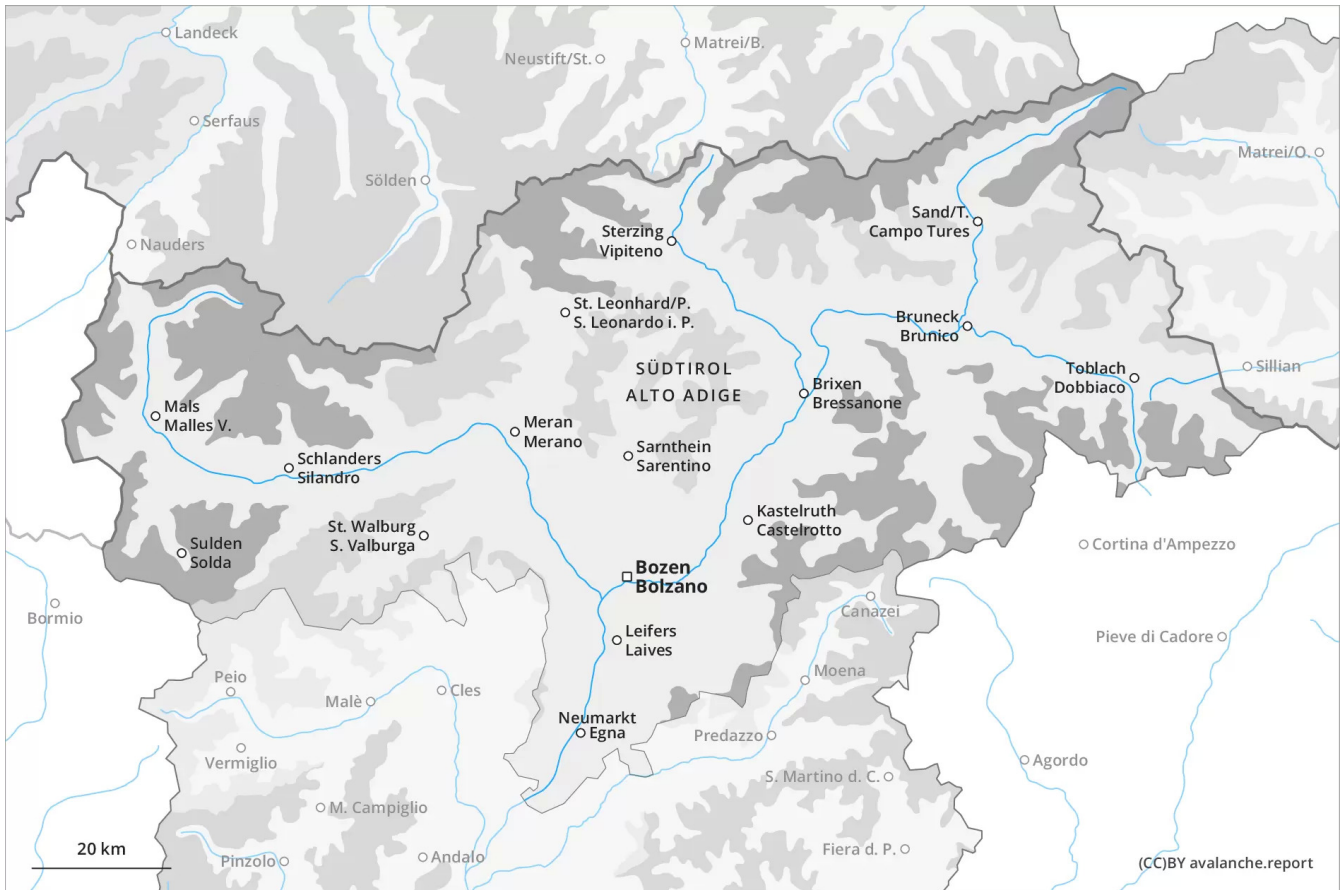 Landeck
Matrei/B.
Neustift/St.
Serfaus
Matrei/O.
Sölden
Sand/T.
Campo Tures
Sterzing
Vipiteno
Nauders
St. Leonhard/P.
S. Leonardo i. P.
Bruneck
Brunico
SÜDTIROL
ALTO ADIGE
Toblach
Dobbiaco
Sillian
Brixen
Bressanone
Mals
Malles V.
Meran
Merano
Sarnthein
Sarentino
Schlanders
Silandro
Kastelruth
Castelrotto
St. Walburg
S. Valburga
Sulden
Solda
Cortina d'Ampezzo
Bozen
Bolzano
Bormio
Canazei
Leifers
Laives
Pieve di Cadore
Moena
Peio
Malè
Cles
Neumarkt
Egna
Predazzo
Vermiglio
Agordo
S. Martino d. C.
M. Campiglio
20 km
Pinzolo
Andalo
Fiera d. P.
(CC)BY avalanche.report